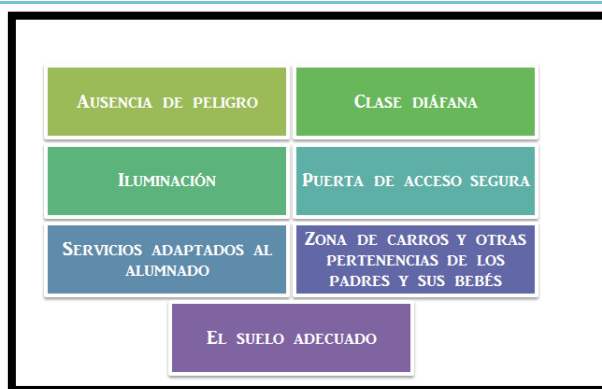 AUSENCIA DE PELIGRO
CLASE DIÁFANA
ILUMINACIÓN
PUERTA DE ACCESO SEGURA
SERVICIOS ADAPTADOS AL
ALUMNADO
ZONA DE CARROS Y OTRAS
PERTENENCIAS DE LOS
PADRES Y SUS BEBÉS
EL SUELO ADECUADO